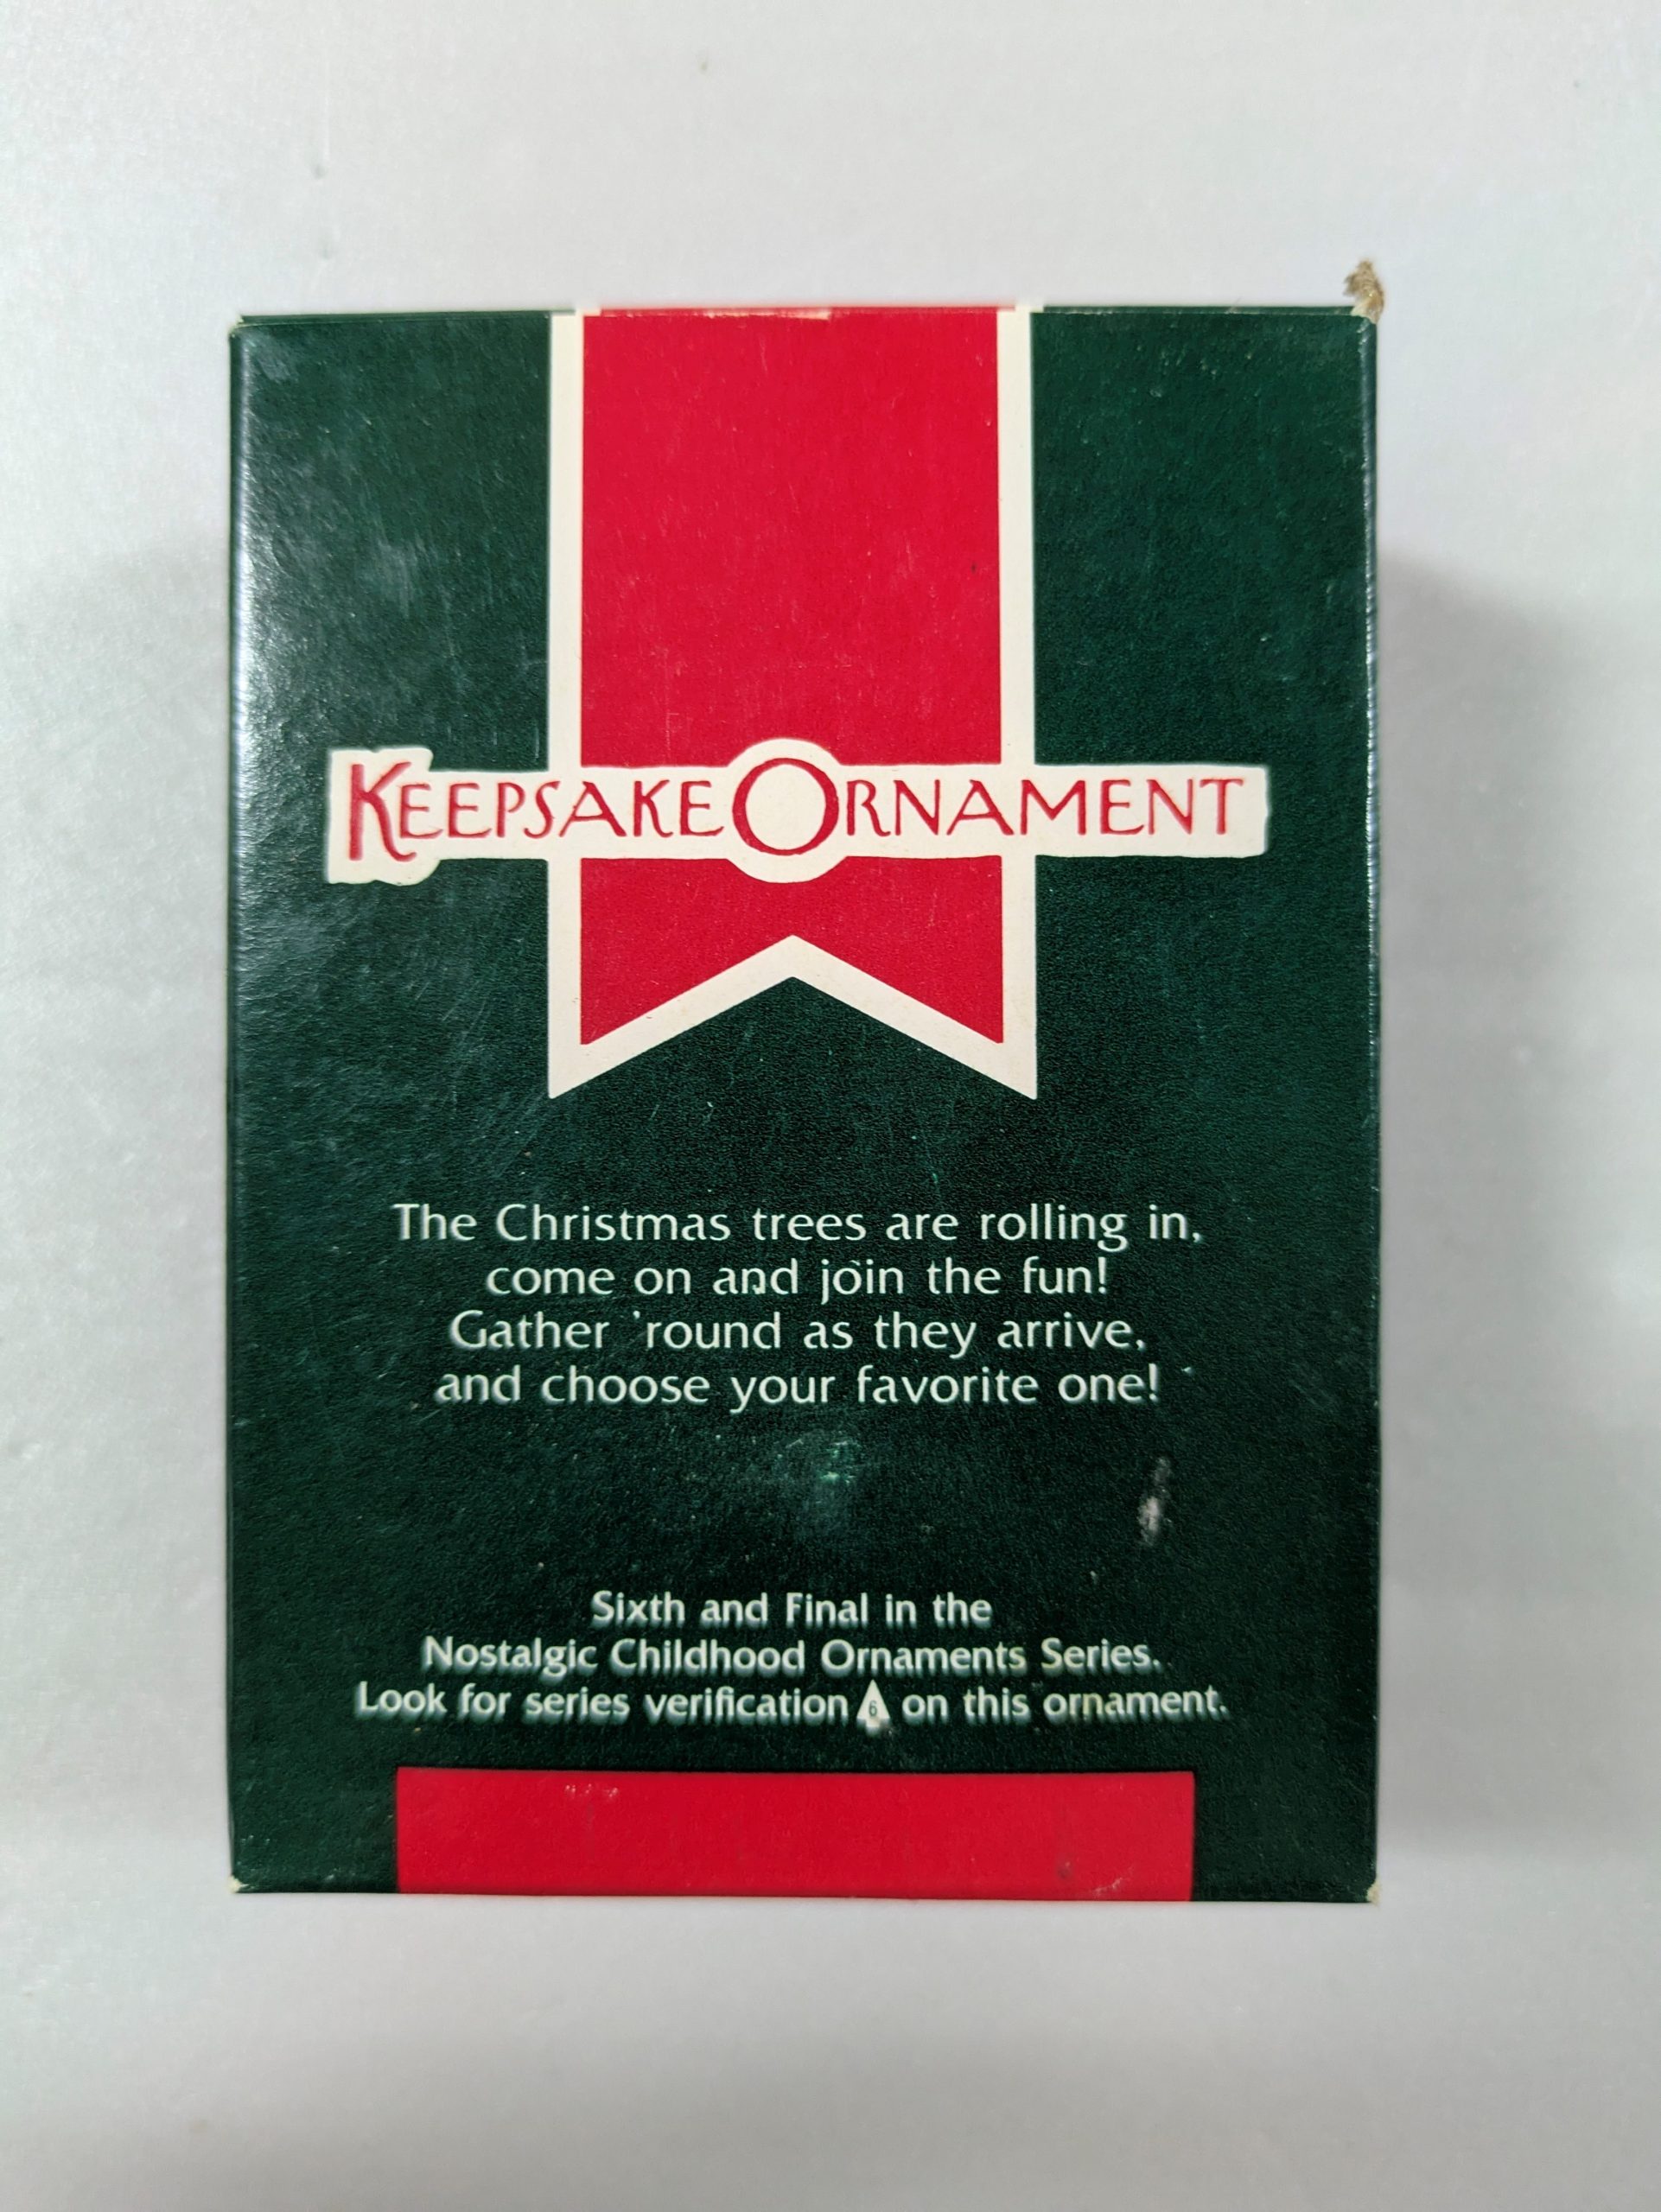 KEEPSAKE ORNAMENT
The Christmas trees are rolling in,
come on and join the fun!
Gather 'round as they arrive,
and choose your favorite one!
Sixth and Final in the
Nostalgic Childhood Ornaments Series.
Look for series verification 6 on this ornament.